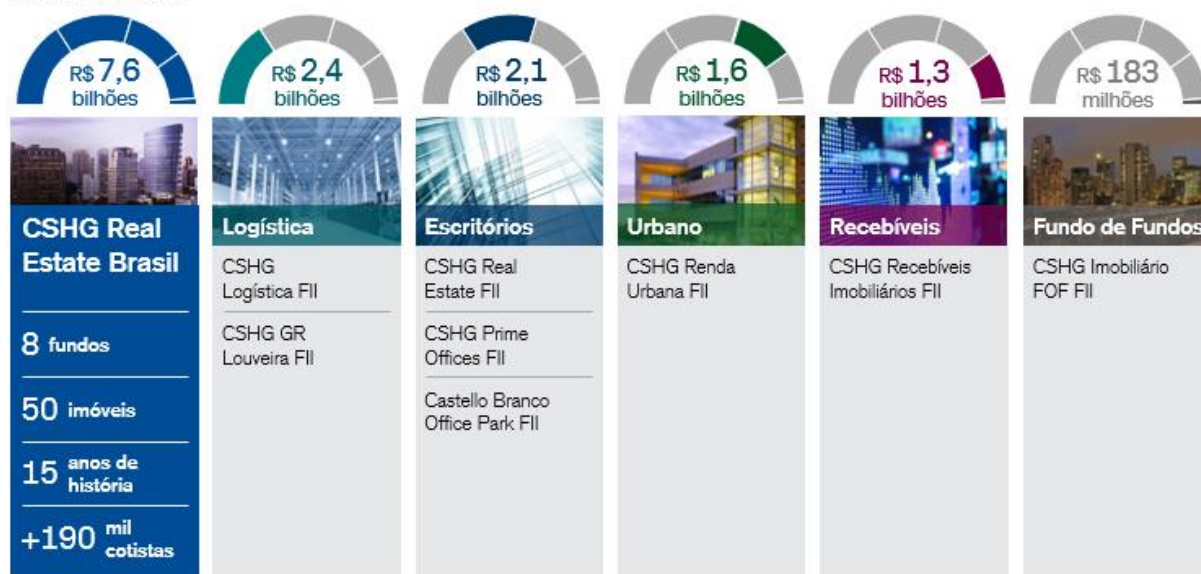 R$ 7,6
bilhões
CSHG Real
Estate Brasil
8 fundos
50 imóveis
15 anos de
história
+190 mil
cotistas
R$ 2,4
bilhões
Logística
CSHG
Logística FII
CSHG GR
Louveira FII
R$ 2,1
bilhões
Escritórios
CSHG Real
Estate FII
CSHG Prime
Offices FII
Castello Branco
Office Park FII
R$ 1,6
bilhões
Urbano
CSHG Renda
Urbana FII
R$ 1,3
bilhões
Recebíveis
CSHG Recebíveis
Imobiliários FII
R$ 183
milhões
Fundo de Fundos
CSHG Imobiliário
FOF FII